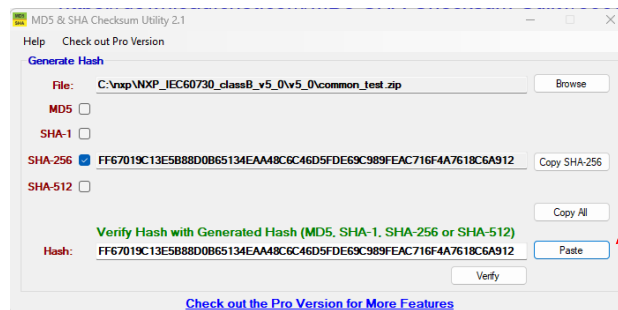 MD5 & SHA Checksum Utility 2.1
Help Check out Pro Version
Generate Hash
File: C:\nxp\NXP_IEC60730_classB_v5_0\v5_0\common_test.zip Browse
MD5
SHA-1
SHA-256 FF67019C13E5B88D0B65134EAA48C6C46D5FDE69C989FEAC716F4A7618C6A912 Copy SHA-256
SHA-512
Copy All
Verify Hash with Generated Hash (MD5, SHA-1, SHA-256 or SHA-512)
Hash: FF67019C13E5B88D0B65134EAA48C6C46D5FDE69C989FEAC716F4A7618C6A912 Paste
Verify
Check out the Pro Version for More Features